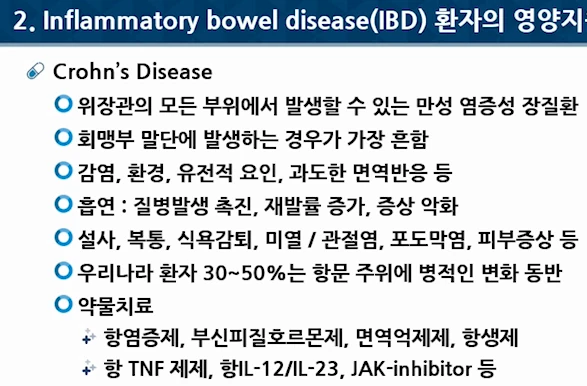 2. Inflammatory bowel disease(IBD) 환자의 영양지
Crohn's Disease
위장관의 모든 부위에서 발생할 수 있는 만성 염증성 장질환
회맹부 말단에 발생하는 경우가 가장 흔함
감염, 환경, 유전적 요인, 과도한 면역반응 등
흡연 : 질병발생 촉진, 재발률 증가, 증상 악화
설사, 복통, 식욕감퇴, 미열 / 관절염, 포도막염, 피부증상 등
우리나라 환자 30~50%는 항문 주위에 병적인 변화 동반
약물치료
항염증제, 부신피질호르몬제, 면역억제제, 항생제
항 TNF 제제, 항IL-12/IL-23, JAK-inhibitor 등